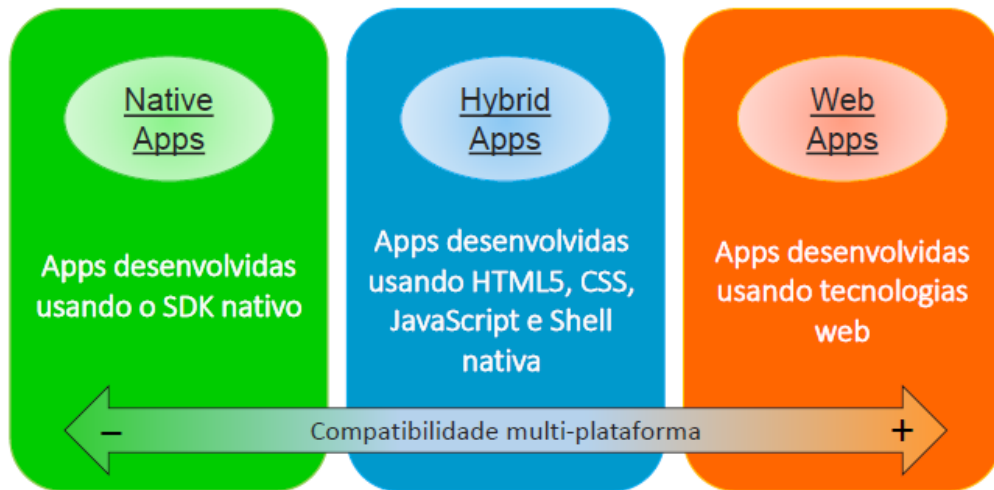 Native
Apps
Apps desenvolvidas
usando o SDK nativo
Hybrid
Apps
Apps desenvolvidas
usando HTML5, CSS,
JavaScript e Shell
nativa
Web
Apps
Apps desenvolvidas
usando tecnologias
web
– Compatibilidade multi-plataforma +